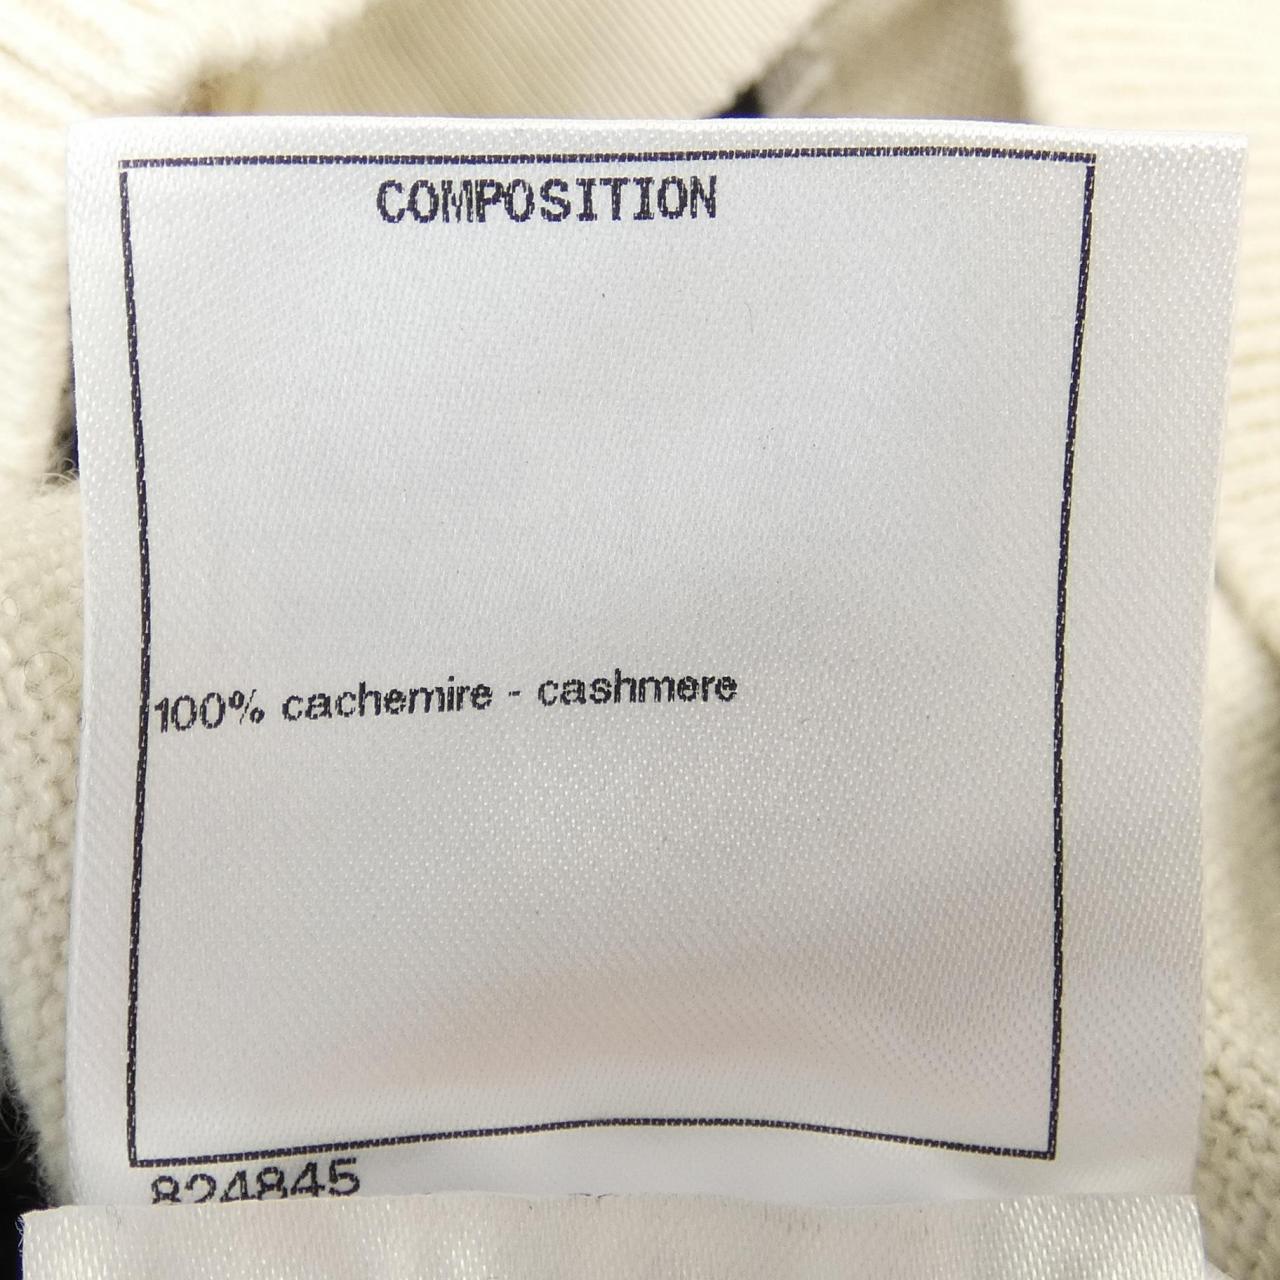 COMPOSITION
100% cachemire - cashmere
824845